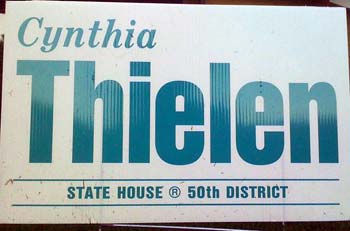 Cynthia
Thielen
STATE HOUSE ® 50th DISTRICT